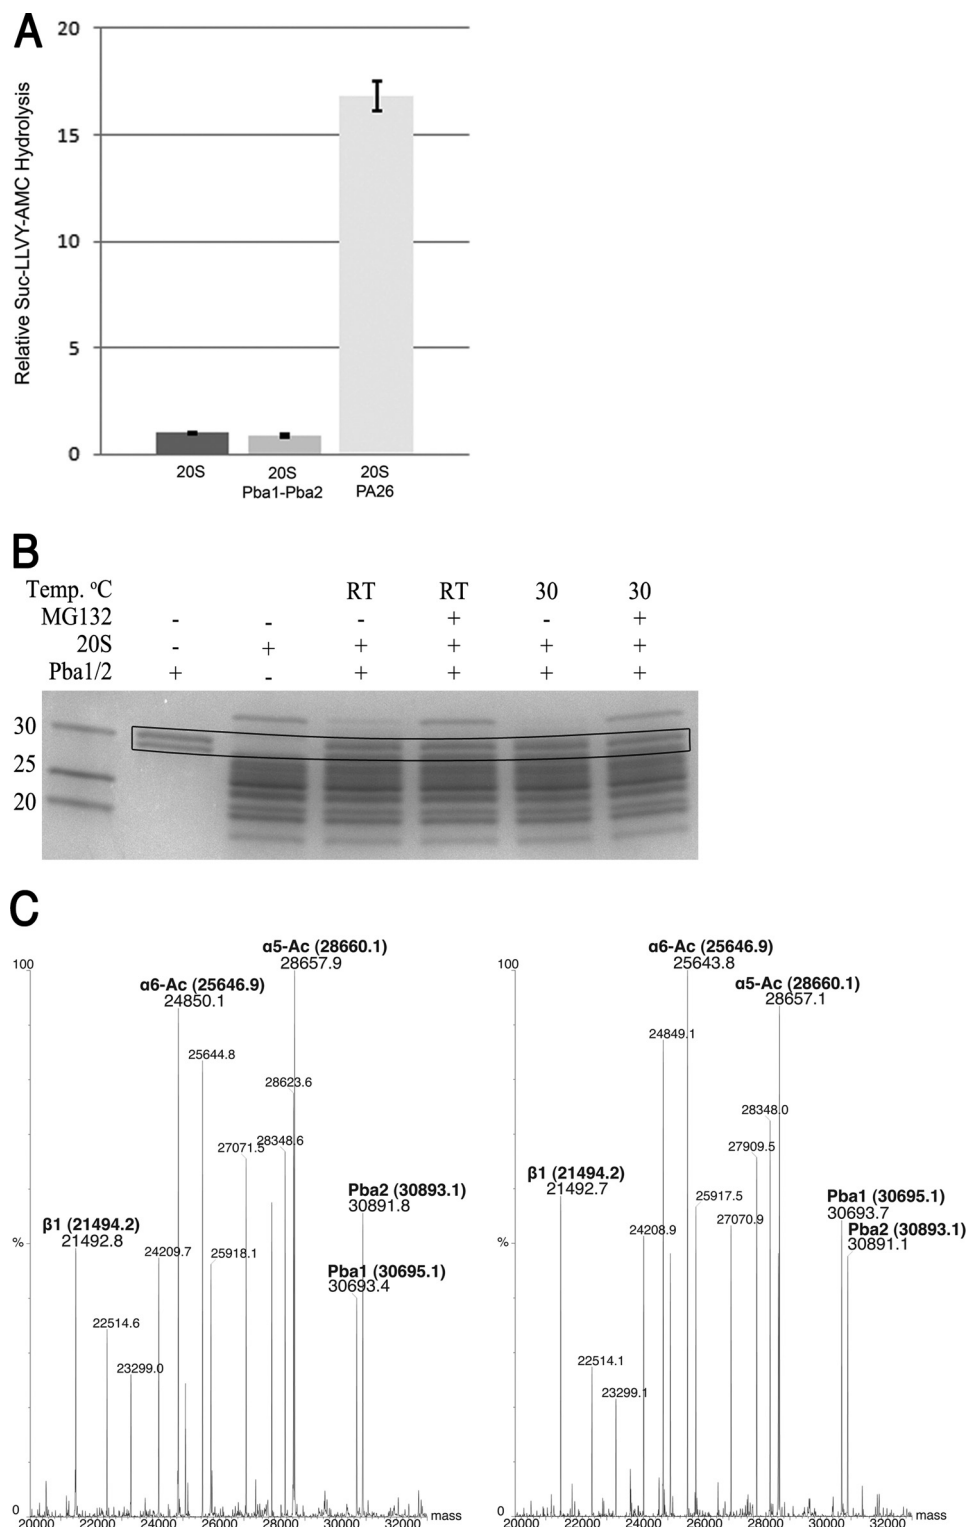 A
20
15
10
5
0
Relative Suc-LLVY-AMC Hydrolysis
20S
20S
Pba1-Pba2
20S
PA26
B
Temp. °C RT RT 30 30
MG132 - - - + - +
20S - + + + + +
Pba1/2 + - + + + +
30
25
20
C
α5-Ac (28660.1)
28657.9
100
α6-Ac (25646.9)
24850.1
25644.8
28623.6
27071.5
28348.6
Pba2 (30893.1)
30891.8
β1 (21494.2)
21492.8
%
24209.7
25918.1
Pba1 (30695.1)
30693.4
22514.6
23299.0
0
20000 22000 24000 26000 28000 30000 32000 mass
α6-Ac (25646.9)
25643.8
100
α5-Ac (28660.1)
28657.1
24849.1
28348.0
27909.5
β1 (21494.2)
21492.7
25917.5
Pba1 (30695.1)
30693.7
27070.9
24208.9
Pba2 (30893.1)
30891.1
%
22514.1
23299.1
0
20000 22000 24000 26000 28000 30000 32000 mass